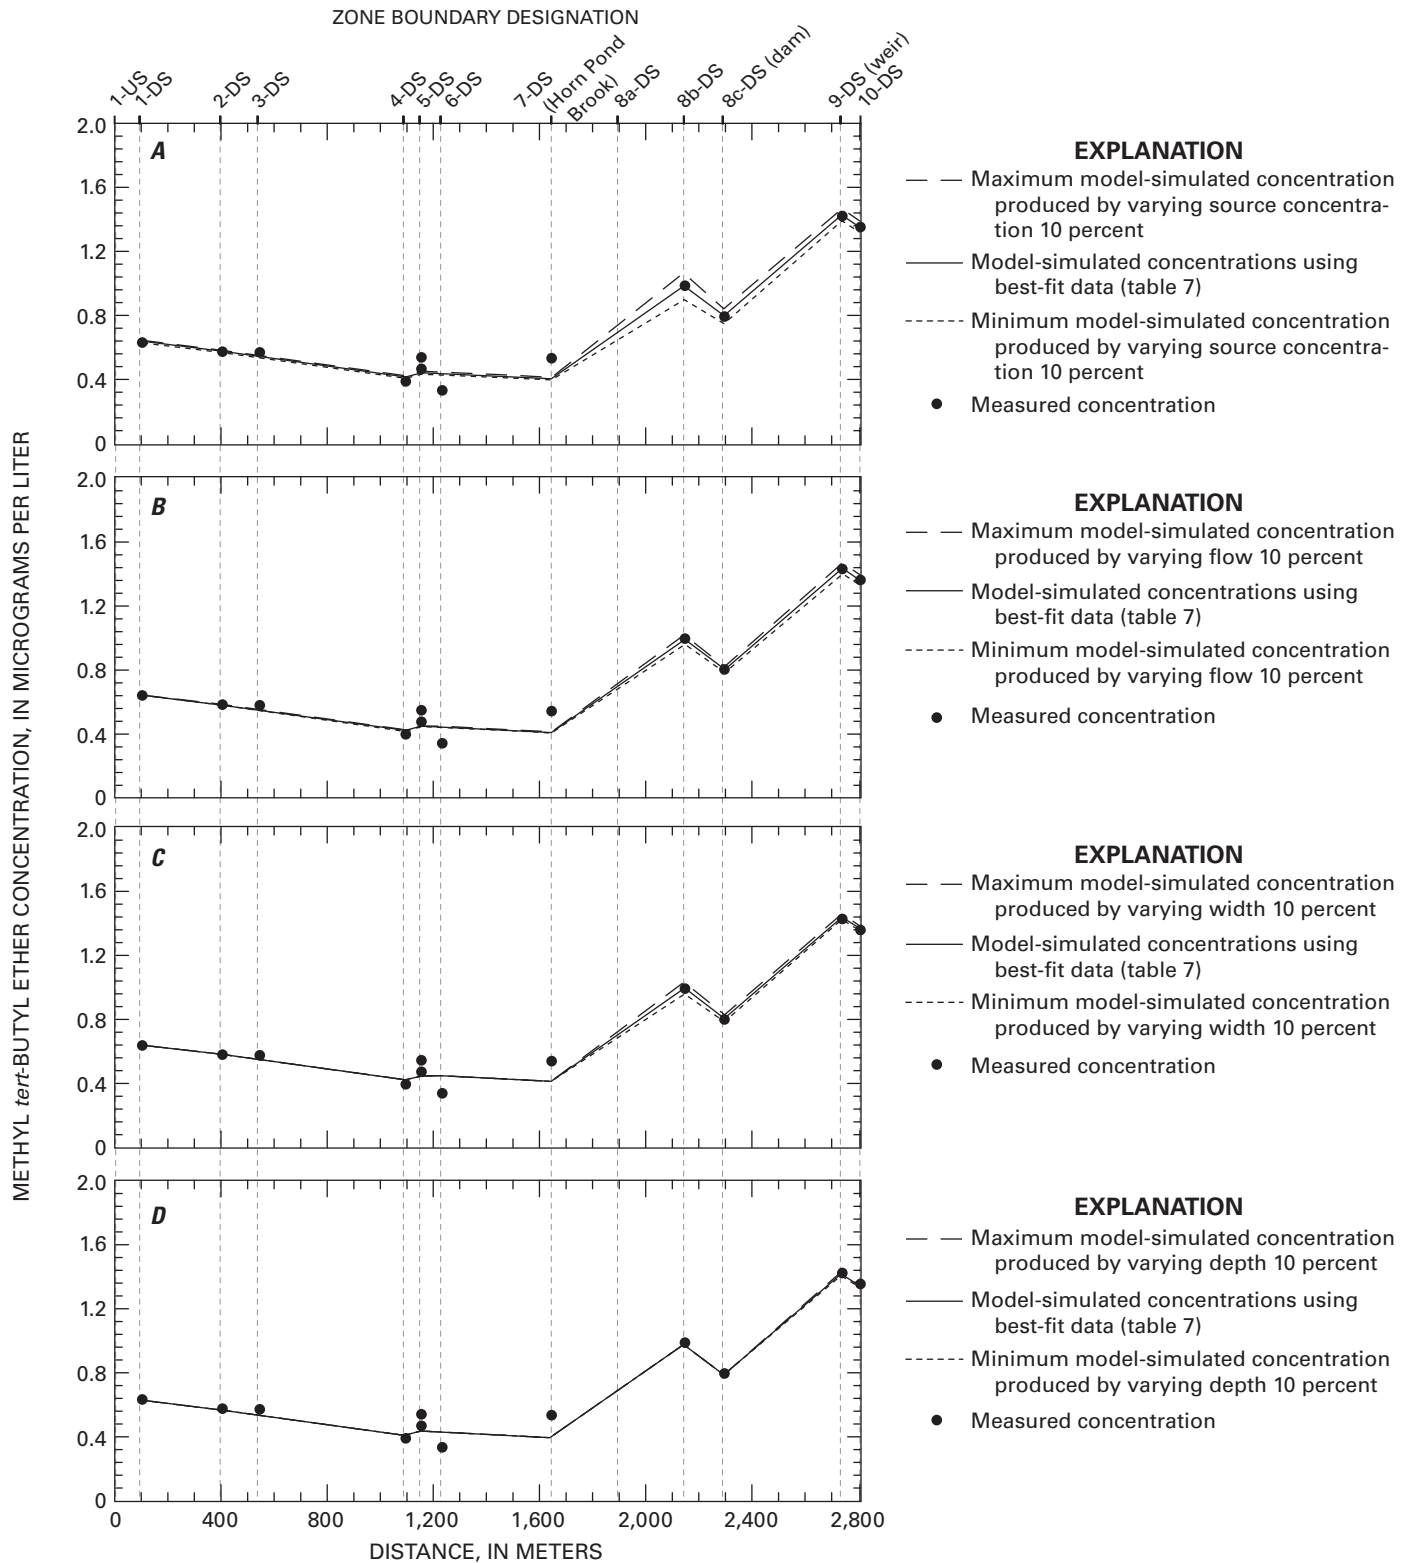 ZONE BOUNDARY DESIGNATION
1-US
1-DS
2-DS
3-DS
4-DS
5-DS
6-DS
7-DS
(Horn Pond
Brook)
8a-DS
8b-DS
8c-DS (dam)
9-DS (weir)
10-DS
METHYL tert-BUTYL ETHER CONCENTRATION, IN MICROGRAMS PER LITER
2.0
1.6
1.2
0.8
0.4
0
A
EXPLANATION
Maximum model-simulated concentration
produced by varying source concentra-
tion 10 percent
Model-simulated concentrations using
best-fit data (table 7)
Minimum model-simulated concentration
produced by varying source concentra-
tion 10 percent
Measured concentration
2.0
1.6
1.2
0.8
0.4
0
B
EXPLANATION
Maximum model-simulated concentration
produced by varying flow 10 percent
Model-simulated concentrations using
best-fit data (table 7)
Minimum model-simulated concentration
produced by varying flow 10 percent
Measured concentration
2.0
1.6
1.2
0.8
0.4
0
C
EXPLANATION
Maximum model-simulated concentration
produced by varying width 10 percent
Model-simulated concentrations using
best-fit data (table 7)
Minimum model-simulated concentration
produced by varying width 10 percent
Measured concentration
2.0
1.6
1.2
0.8
0.4
0
D
EXPLANATION
Maximum model-simulated concentration
produced by varying depth 10 percent
Model-simulated concentrations using
best-fit data (table 7)
Minimum model-simulated concentration
produced by varying depth 10 percent
Measured concentration
0 400 800 1,200 1,600 2,000 2,400 2,800
DISTANCE, IN METERS